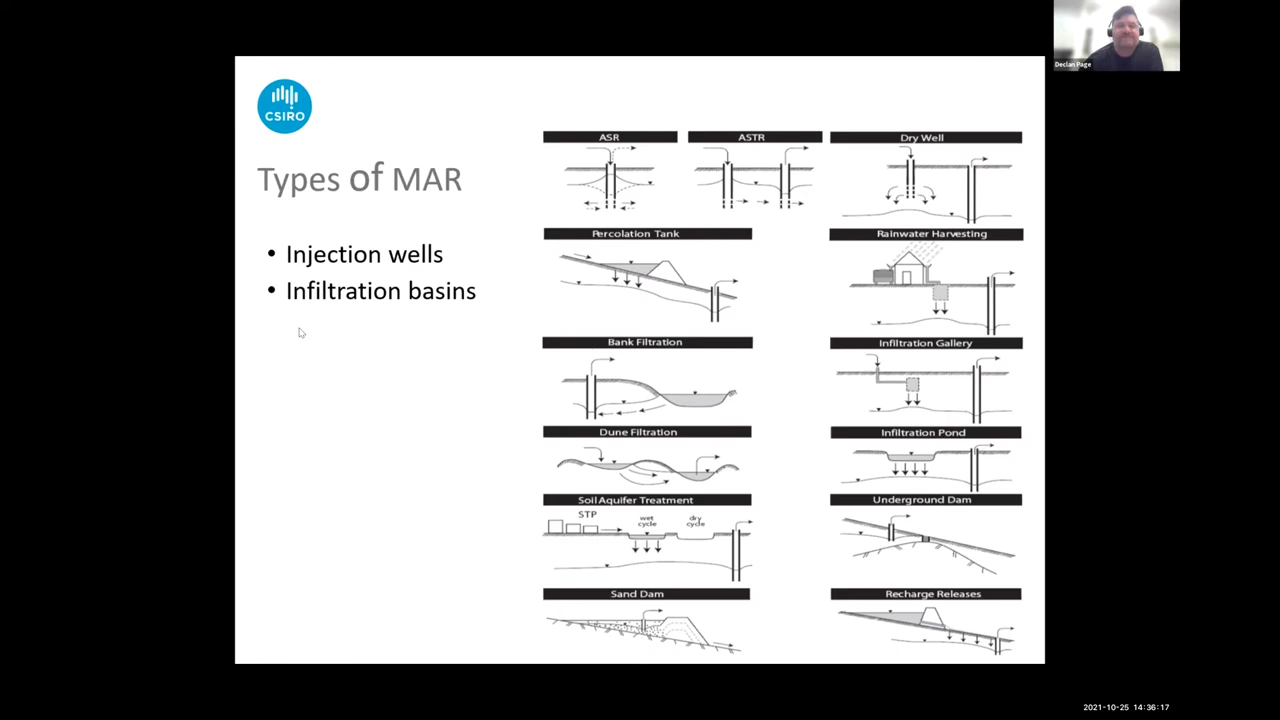 Declan Page
CSIRO
Types of MAR
• Injection wells
• Infiltration basins
ASR
ASTR
Dry Well
Percolation Tank
Rainwater Harvesting
Bank Filtration
Infiltration Gallery
Dune Filtration
Infiltration Pond
Soil Aquifer Treatment
STP
wet
cycle
dry
cycle
Underground Dam
Sand Dam
Recharge Releases
2021-10-25 14:36:17